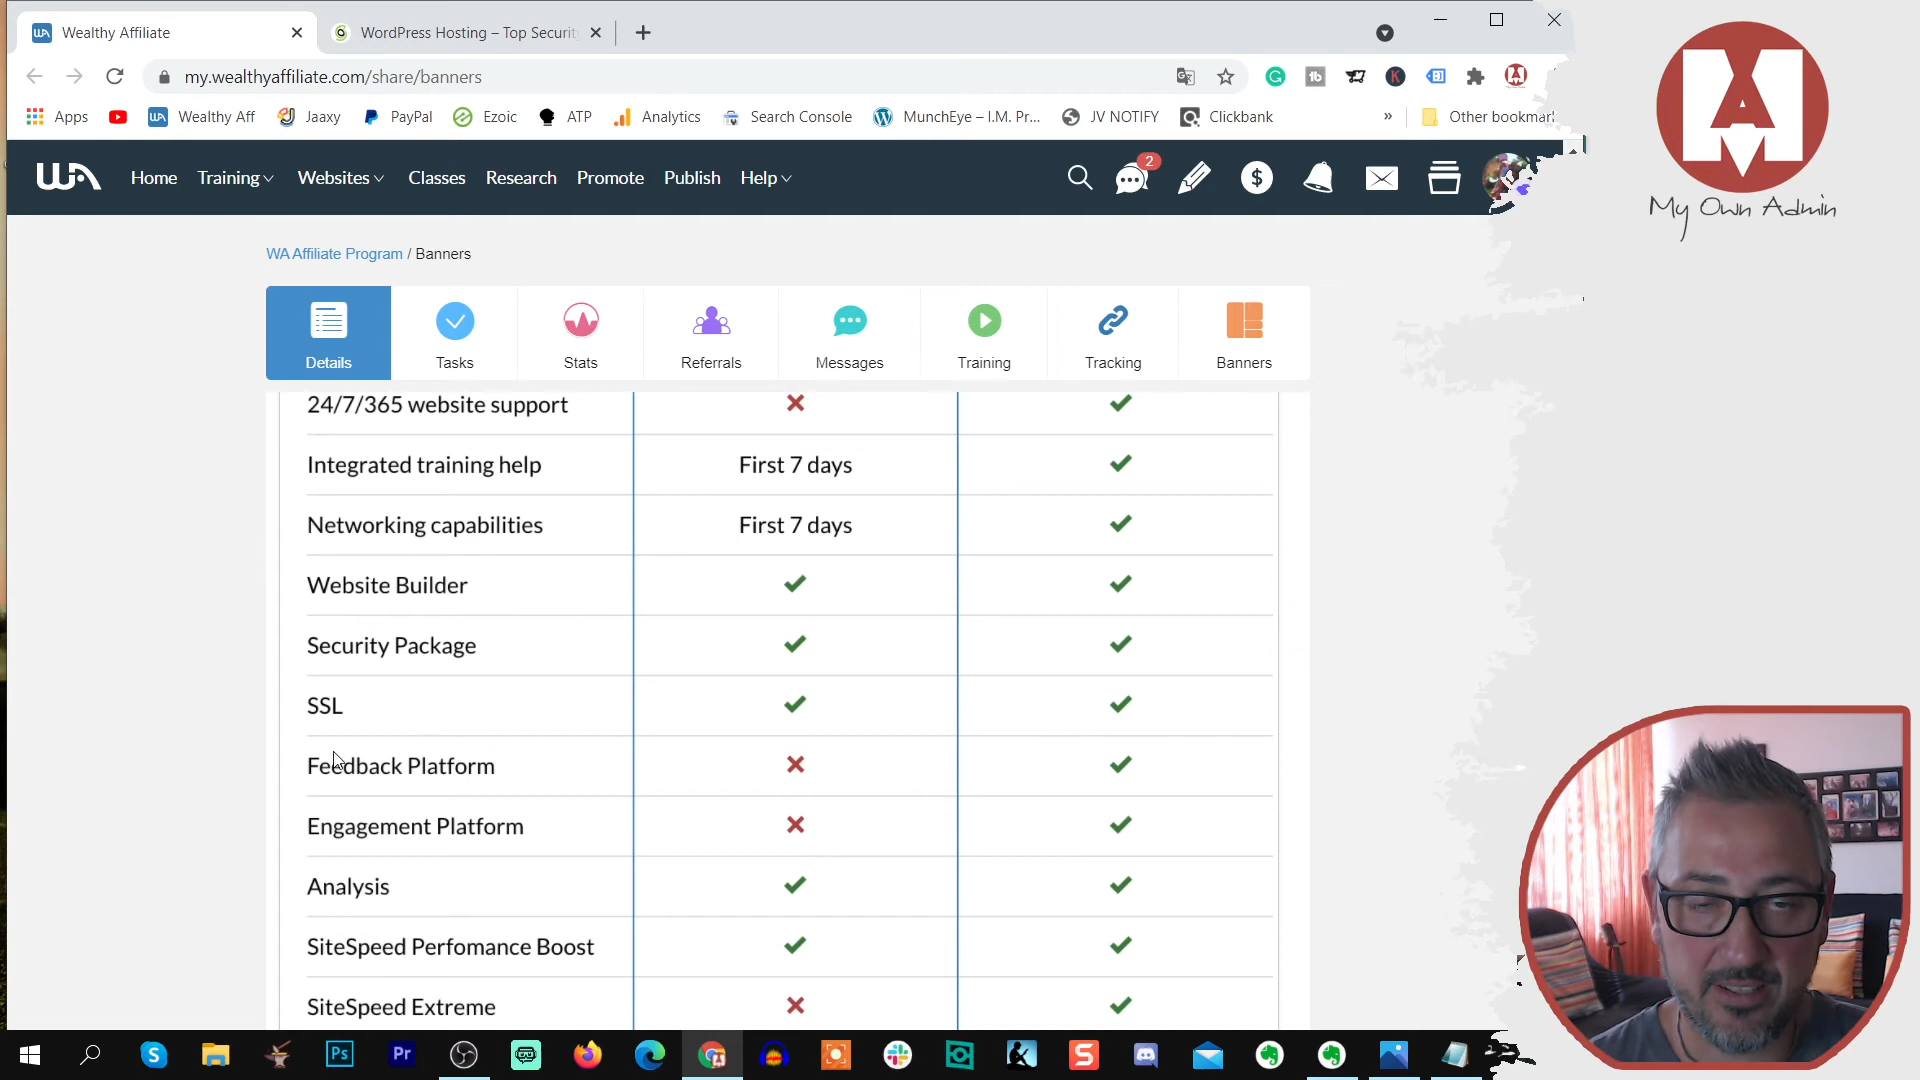 Wealthy Affiliate
WordPress Hosting – Top Securit
my.wealthyaffiliate.com/share/banners
Apps
Wealthy Aff
Jaaxy
PayPal
Ezoic
ATP
Analytics
Search Console
MunchEye – I.M. Pr...
JV NOTIFY
Clickbank
»
Other bookmar
WA
Home
Training
Websites
Classes
Research
Promote
Publish
Help
2
My Own Admin
WA Affiliate Program / Banners
Details
Tasks
Stats
Referrals
Messages
Training
Tracking
Banners
24/7/365 website support
Integrated training help
First 7 days
Networking capabilities
First 7 days
Website Builder
Security Package
SSL
Feedback Platform
Engagement Platform
Analysis
SiteSpeed Perfomance Boost
SiteSpeed Extreme
Ps
Pr